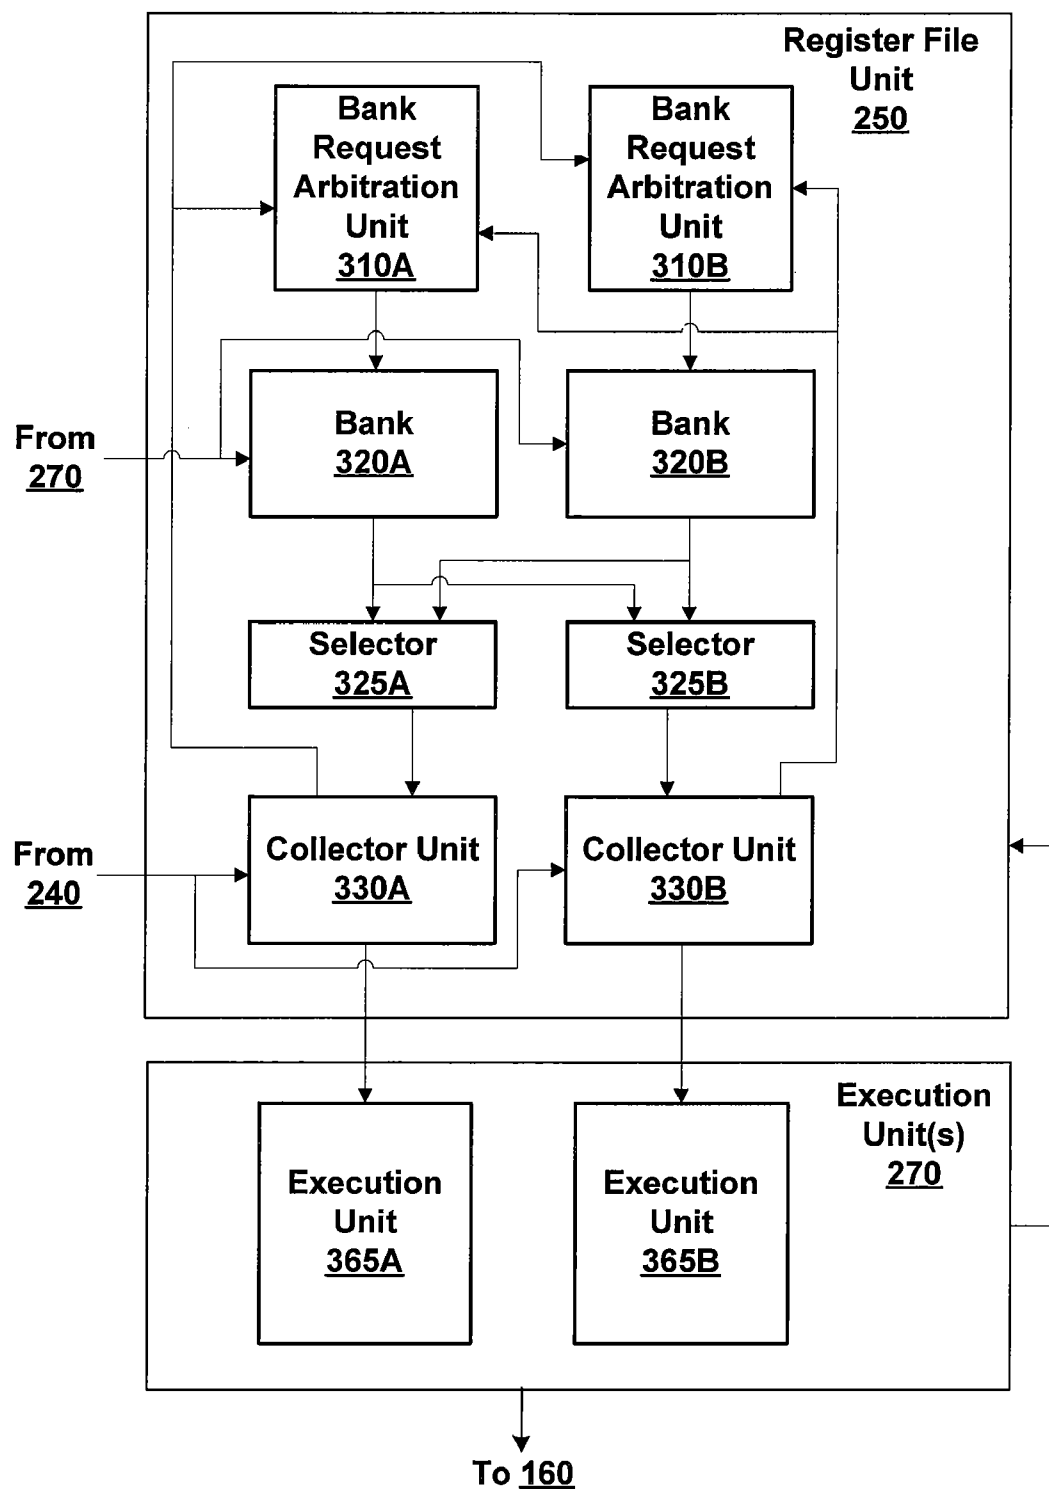 Register File
Unit
250
Bank
Request
Arbitration
Unit
310A
Bank
Request
Arbitration
Unit
310B
From
270
Bank
320A
Bank
320B
Selector
325A
Selector
325B
From
240
Collector Unit
330A
Collector Unit
330B
Execution
Unit(s)
270
Execution
Unit
365A
Execution
Unit
365B
To 160